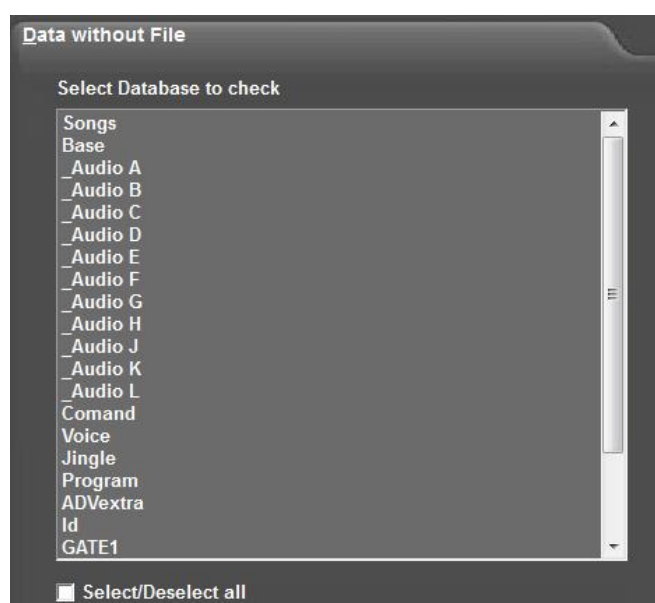 Data without File
Select Database to check
Songs
Base
_Audio A
_Audio B
_Audio C
_Audio D
_Audio E
_Audio F
_Audio G
_Audio H
_Audio J
_Audio K
_Audio L
Comand
Voice
Jingle
Program
ADVextra
Id
GATE1
Select/Deselect all